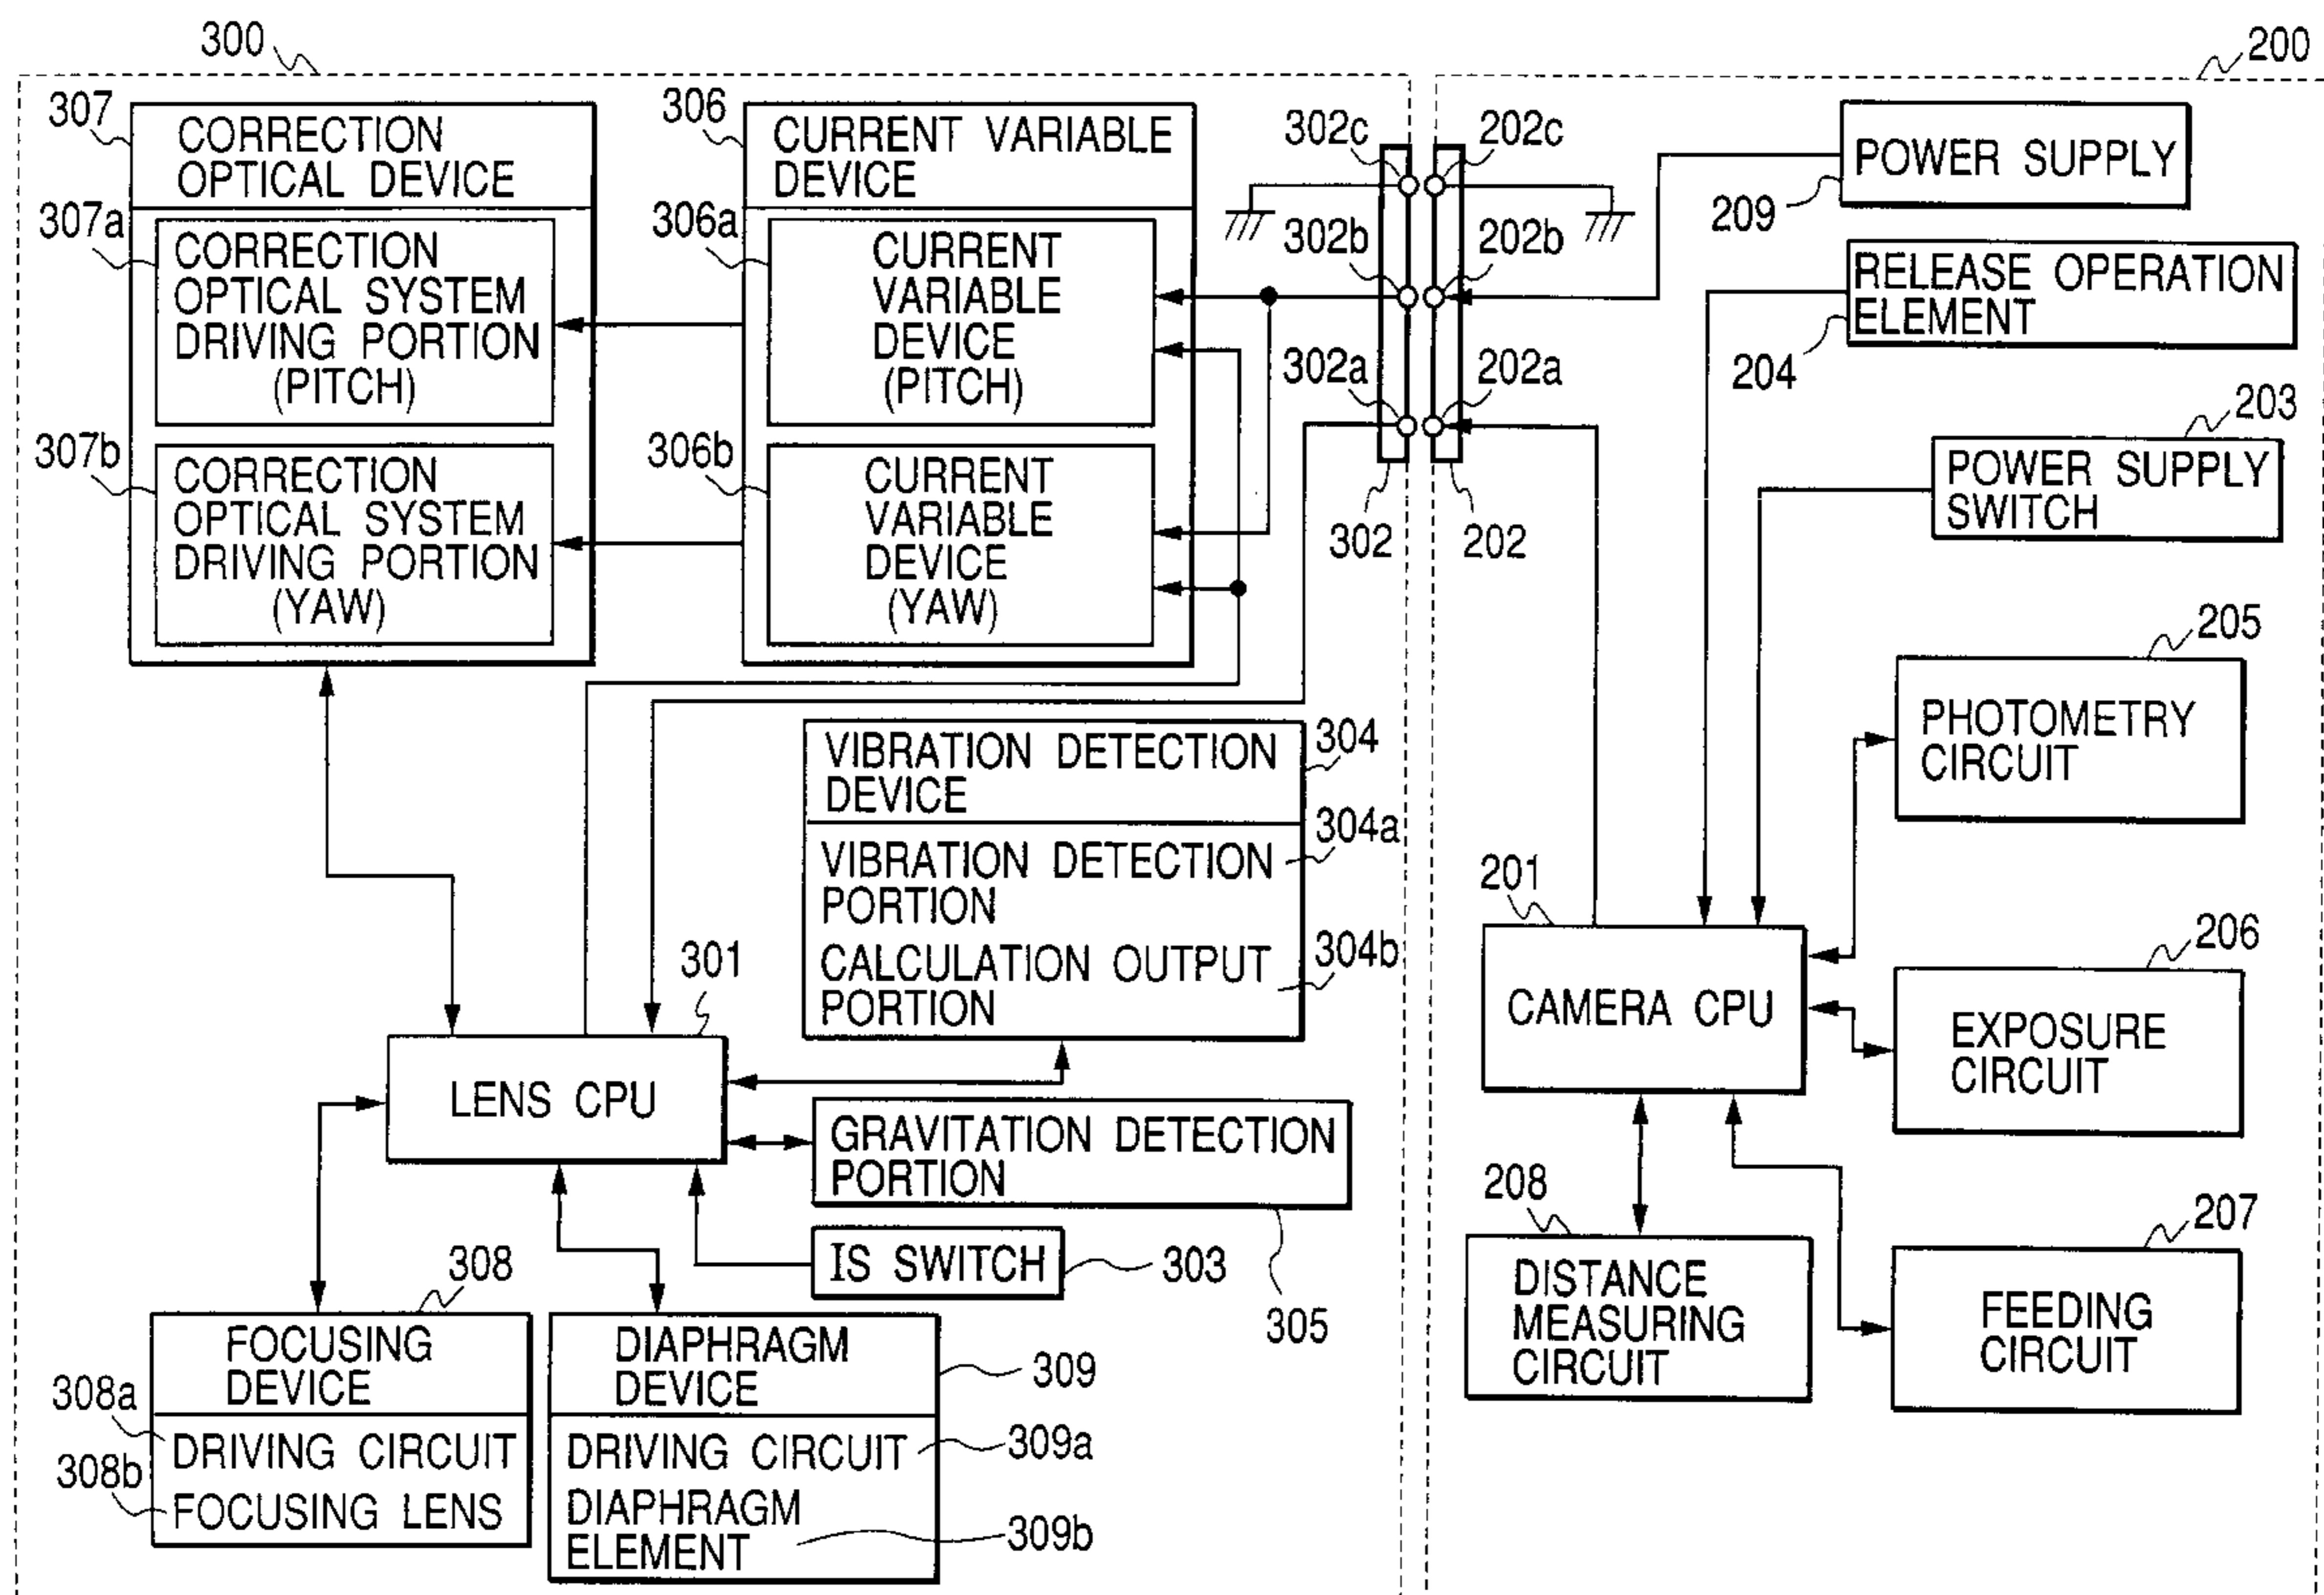 300
200
307
CORRECTION
OPTICAL DEVICE
307a
CORRECTION
OPTICAL SYSTEM
DRIVING PORTION
(PITCH)
307b
CORRECTION
OPTICAL SYSTEM
DRIVING PORTION
(YAW)
306
CURRENT VARIABLE
DEVICE
306a
CURRENT
VARIABLE
DEVICE
(PITCH)
306b
CURRENT
VARIABLE
DEVICE
(YAW)
302c
302b
302a
302
202c
202b
202a
202
POWER SUPPLY
209
RELEASE OPERATION
ELEMENT
204
203
POWER SUPPLY
SWITCH
205
PHOTOMETRY
CIRCUIT
201
CAMERA CPU
206
EXPOSURE
CIRCUIT
208
DISTANCE
MEASURING
CIRCUIT
207
FEEDING
CIRCUIT
VIBRATION DETECTION
DEVICE
304
304a
VIBRATION DETECTION
PORTION
CALCULATION OUTPUT
PORTION
304b
301
LENS CPU
GRAVITATION DETECTION
PORTION
305
IS SWITCH
303
308
FOCUSING
DEVICE
308a
DRIVING CIRCUIT
308b
FOCUSING LENS
DIAPHRAGM
DEVICE
309
DRIVING CIRCUIT
309a
DIAPHRAGM
ELEMENT
309b